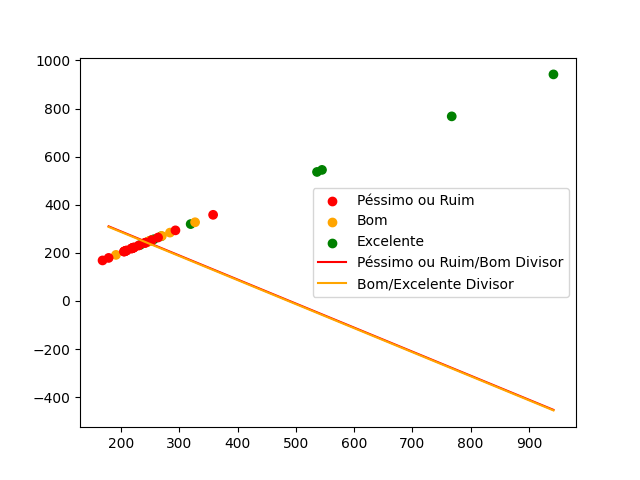 1000
800
600
400
200
0
−200
−400
Péssimo ou Ruim
Bom
Excelente
Péssimo ou Ruim/Bom Divisor
Bom/Excelente Divisor
200 300 400 500 600 700 800 900